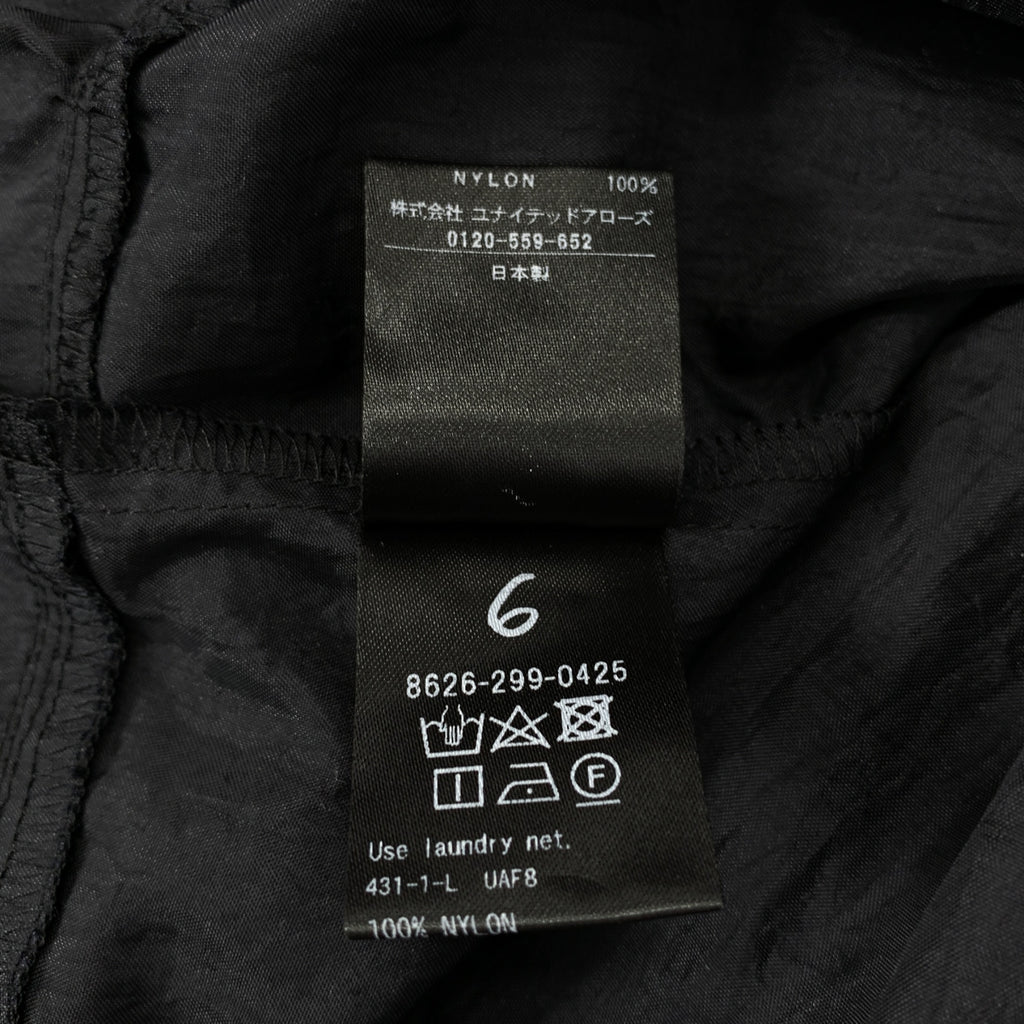 NYLON 100%
株式会社 ユナイテッドアローズ
0120-559-652
日本製
6
8626-299-0425
F
Use laundry net.
431-1-L UAF8
100% NYLON